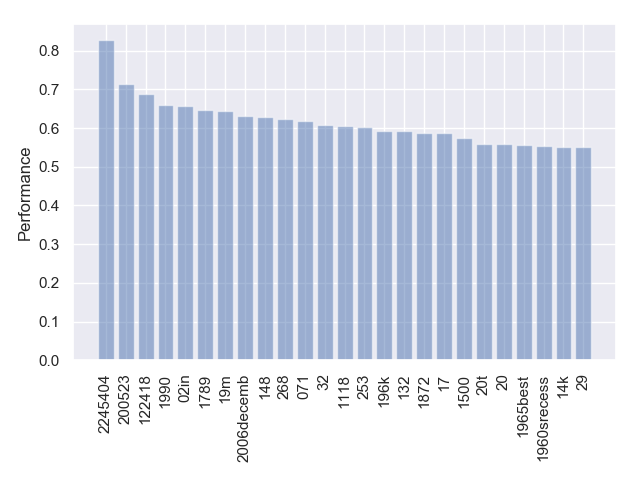 0.8
0.7
0.6
0.5
0.4
0.3
0.2
0.1
0.0
Performance
2245404
200523
122418
1990
02in
1789
19m
2006decemb
148
268
071
32
1118
253
196k
132
1872
17
1500
20t
20
1965best
1960srecess
14k
29